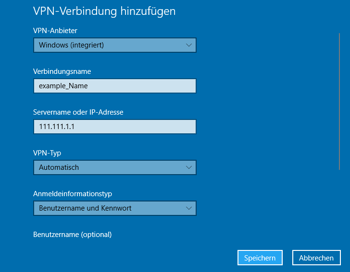 VPN-Verbindung hinzufügen
VPN-Anbieter
Windows (integriert)
Verbindungsname
example_Name
Servername oder IP-Adresse
111.111.1.1
VPN-Typ
Automatisch
Anmeldeinformationstyp
Benutzername und Kennwort
Benutzername (optional)
Speichern Abbrechen